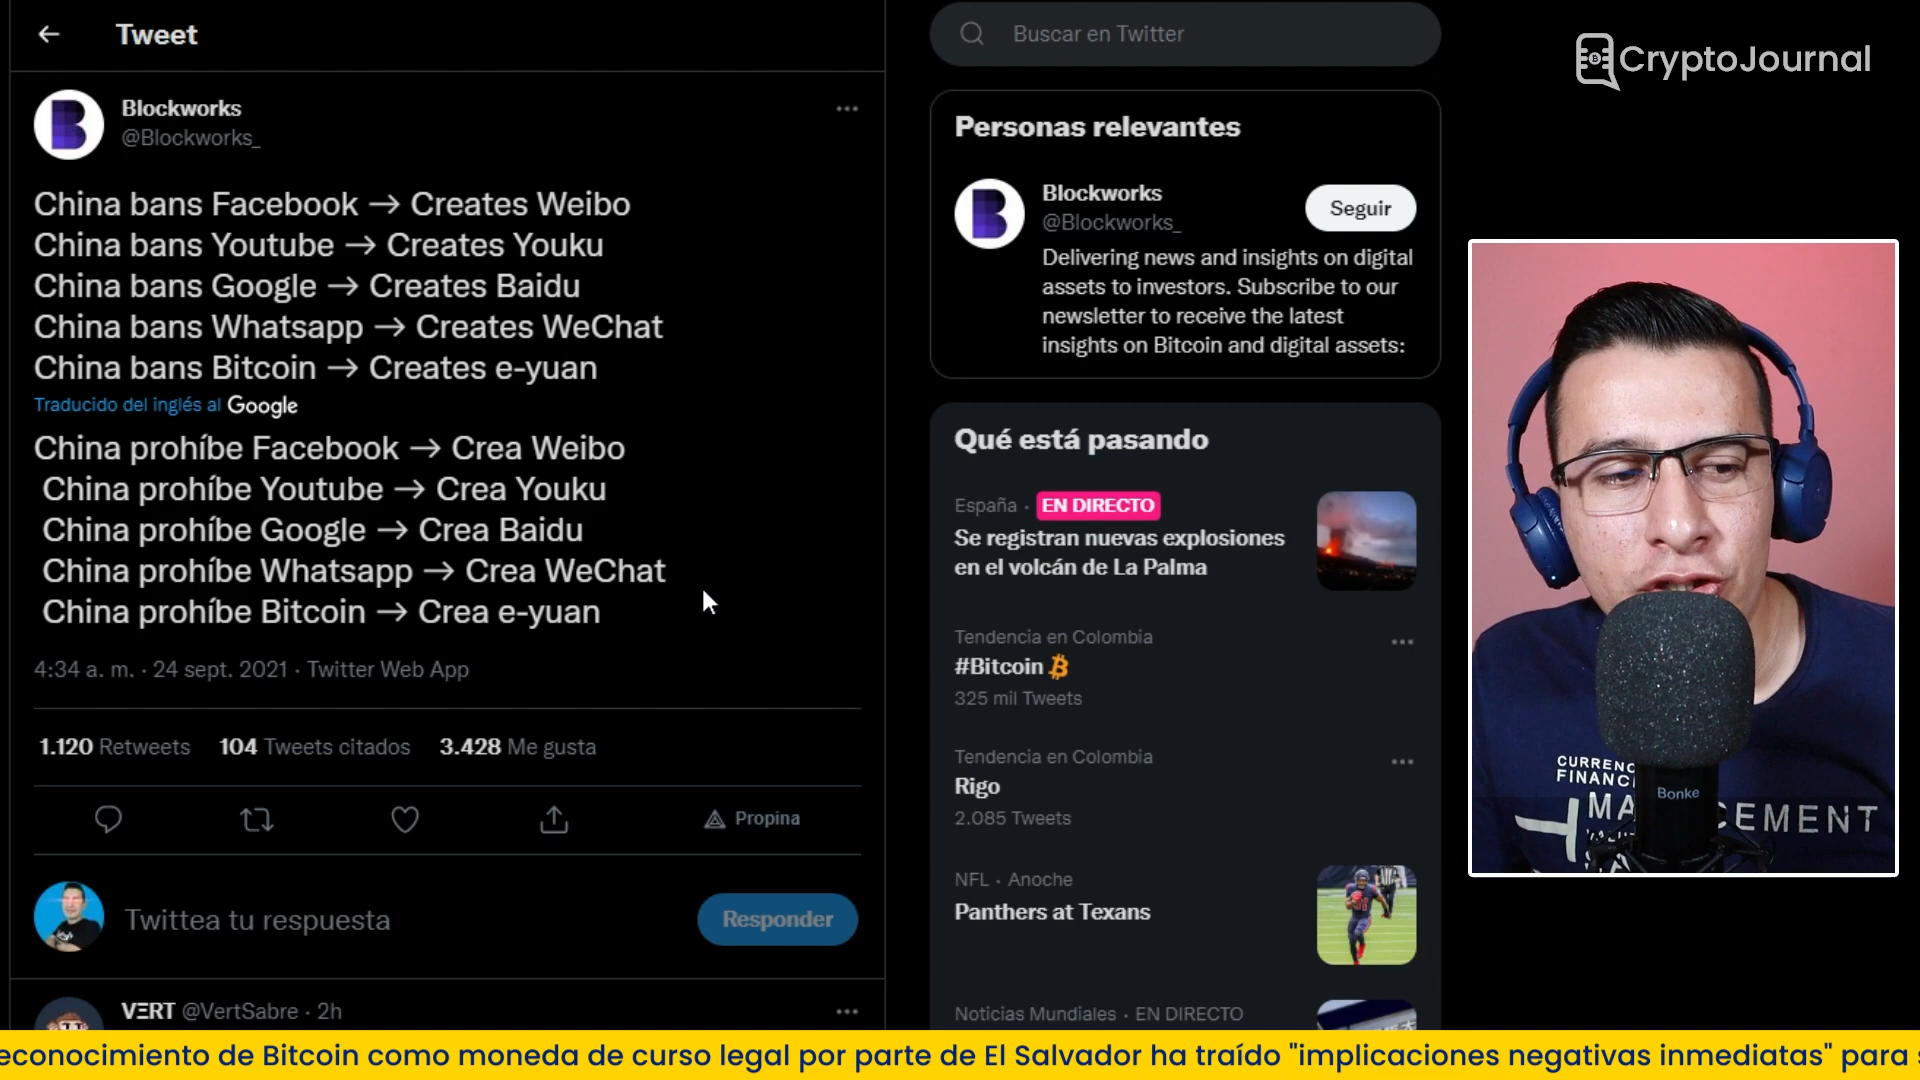 Tweet
Blockworks
@Blockworks_
China bans Facebook → Creates Weibo
China bans Youtube → Creates Youku
China bans Google → Creates Baidu
China bans Whatsapp → Creates WeChat
China bans Bitcoin → Creates e-yuan
Traducido del inglés al Google
China prohíbe Facebook → Crea Weibo
China prohíbe Youtube → Crea Youku
China prohíbe Google → Crea Baidu
China prohíbe Whatsapp → Crea WeChat
China prohíbe Bitcoin → Crea e-yuan
4:34 a. m. · 24 sept. 2021 · Twitter Web App
1.120 Retweets 104 Tweets citados 3.428 Me gusta
Propina
Twittea tu respuesta
Responder
VΞRT @VertSabre · 2h
Buscar en Twitter
Personas relevantes
Blockworks
@Blockworks_
Seguir
Delivering news and insights on digital
assets to investors. Subscribe to our
newsletter to receive the latest
insights on Bitcoin and digital assets:
Qué está pasando
España · EN DIRECTO
Se registran nuevas explosiones
en el volcán de La Palma
Tendencia en Colombia
#Bitcoin
325 mil Tweets
Tendencia en Colombia
Rigo
2.085 Tweets
NFL · Anoche
Panthers at Texans
Noticias Mundiales · EN DIRECTO
CryptoJournal
FINANC
MA
EMENT
Bonke
econocimiento de Bitcoin como moneda de curso legal por parte de El Salvador ha traído "implicaciones negativas inmediatas" para s